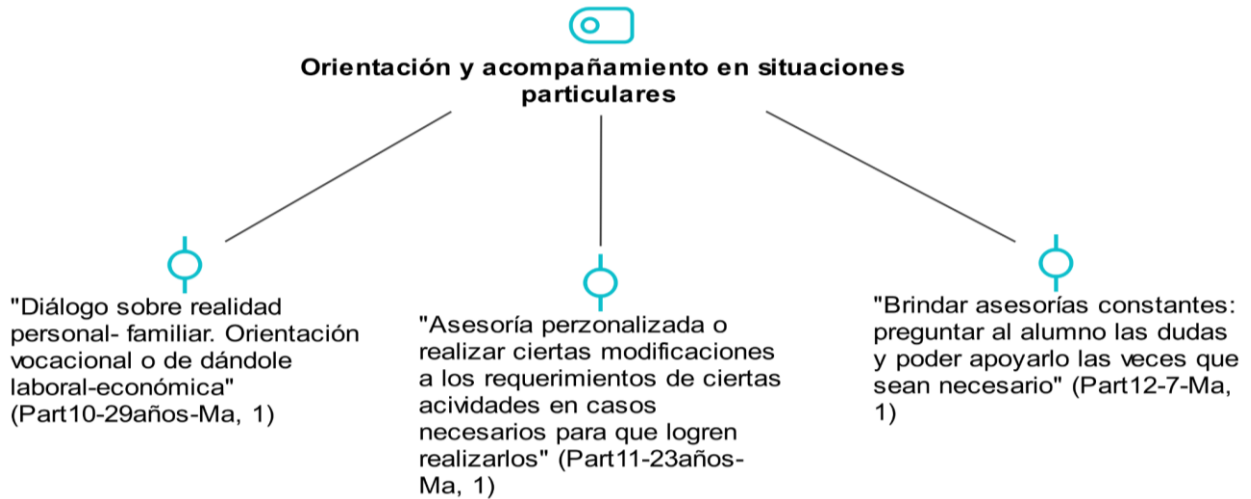 Orientación y acompañamiento en situaciones
particulares
"Diálogo sobre realidad
personal- familiar. Orientación
vocacional o de dándole
laboral-económica"
(Part10-29años-Ma, 1)
"Asesoría perzonalizada o
realizar ciertas modificaciones
a los requerimientos de ciertas
acividades en casos
necesarios para que logren
realizarlos" (Part11-23años-
Ma, 1)
"Brindar asesorías constantes:
preguntar al alumno las dudas
y poder apoyarlo las veces que
sean necesario" (Part12-7-Ma,
1)